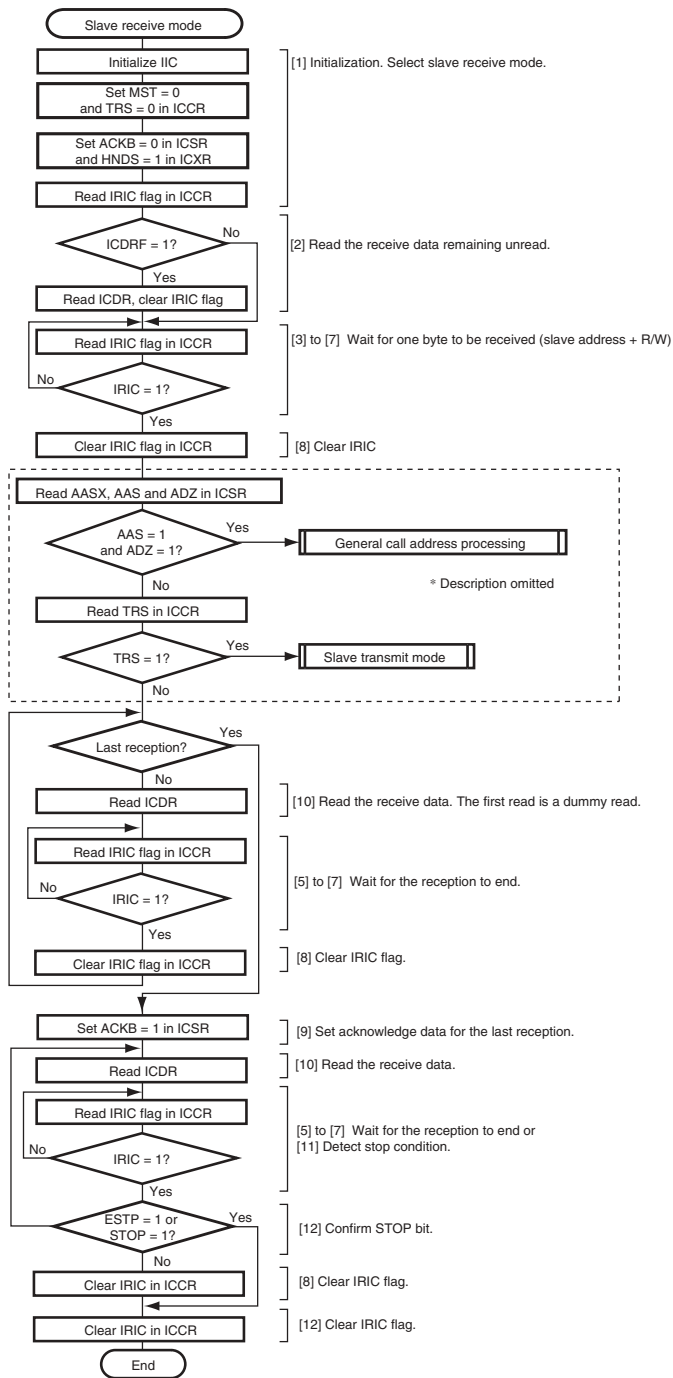 Slave receive mode
Initialize IIC
[1] Initialization. Select slave receive mode.
Set MST = 0
and TRS = 0 in ICCR
Set ACKB = 0 in ICSR
and HNDS = 1 in ICXR
Read IRIC flag in ICCR
ICDRF = 1?
No
[2] Read the receive data remaining unread.
Yes
Read ICDR, clear IRIC flag
Read IRIC flag in ICCR
[3] to [7] Wait for one byte to be received (slave address + R/W)
No
IRIC = 1?
Yes
Clear IRIC flag in ICCR
[8] Clear IRIC
Read AASX, AAS and ADZ in ICSR
AAS = 1
and ADZ = 1?
Yes
General call address processing
No
* Description omitted
Read TRS in ICCR
TRS = 1?
Yes
Slave transmit mode
No
Last reception?
Yes
No
Read ICDR
[10] Read the receive data. The first read is a dummy read.
Read IRIC flag in ICCR
No
IRIC = 1?
[5] to [7] Wait for the reception to end.
Yes
Clear IRIC flag in ICCR
[8] Clear IRIC flag.
Set ACKB = 1 in ICSR
[9] Set acknowledge data for the last reception.
Read ICDR
[10] Read the receive data.
Read IRIC flag in ICCR
[5] to [7] Wait for the reception to end or
[11] Detect stop condition.
No
IRIC = 1?
Yes
ESTP = 1 or
STOP = 1?
Yes
[12] Confirm STOP bit.
No
Clear IRIC in ICCR
[8] Clear IRIC flag.
Clear IRIC in ICCR
[12] Clear IRIC flag.
End